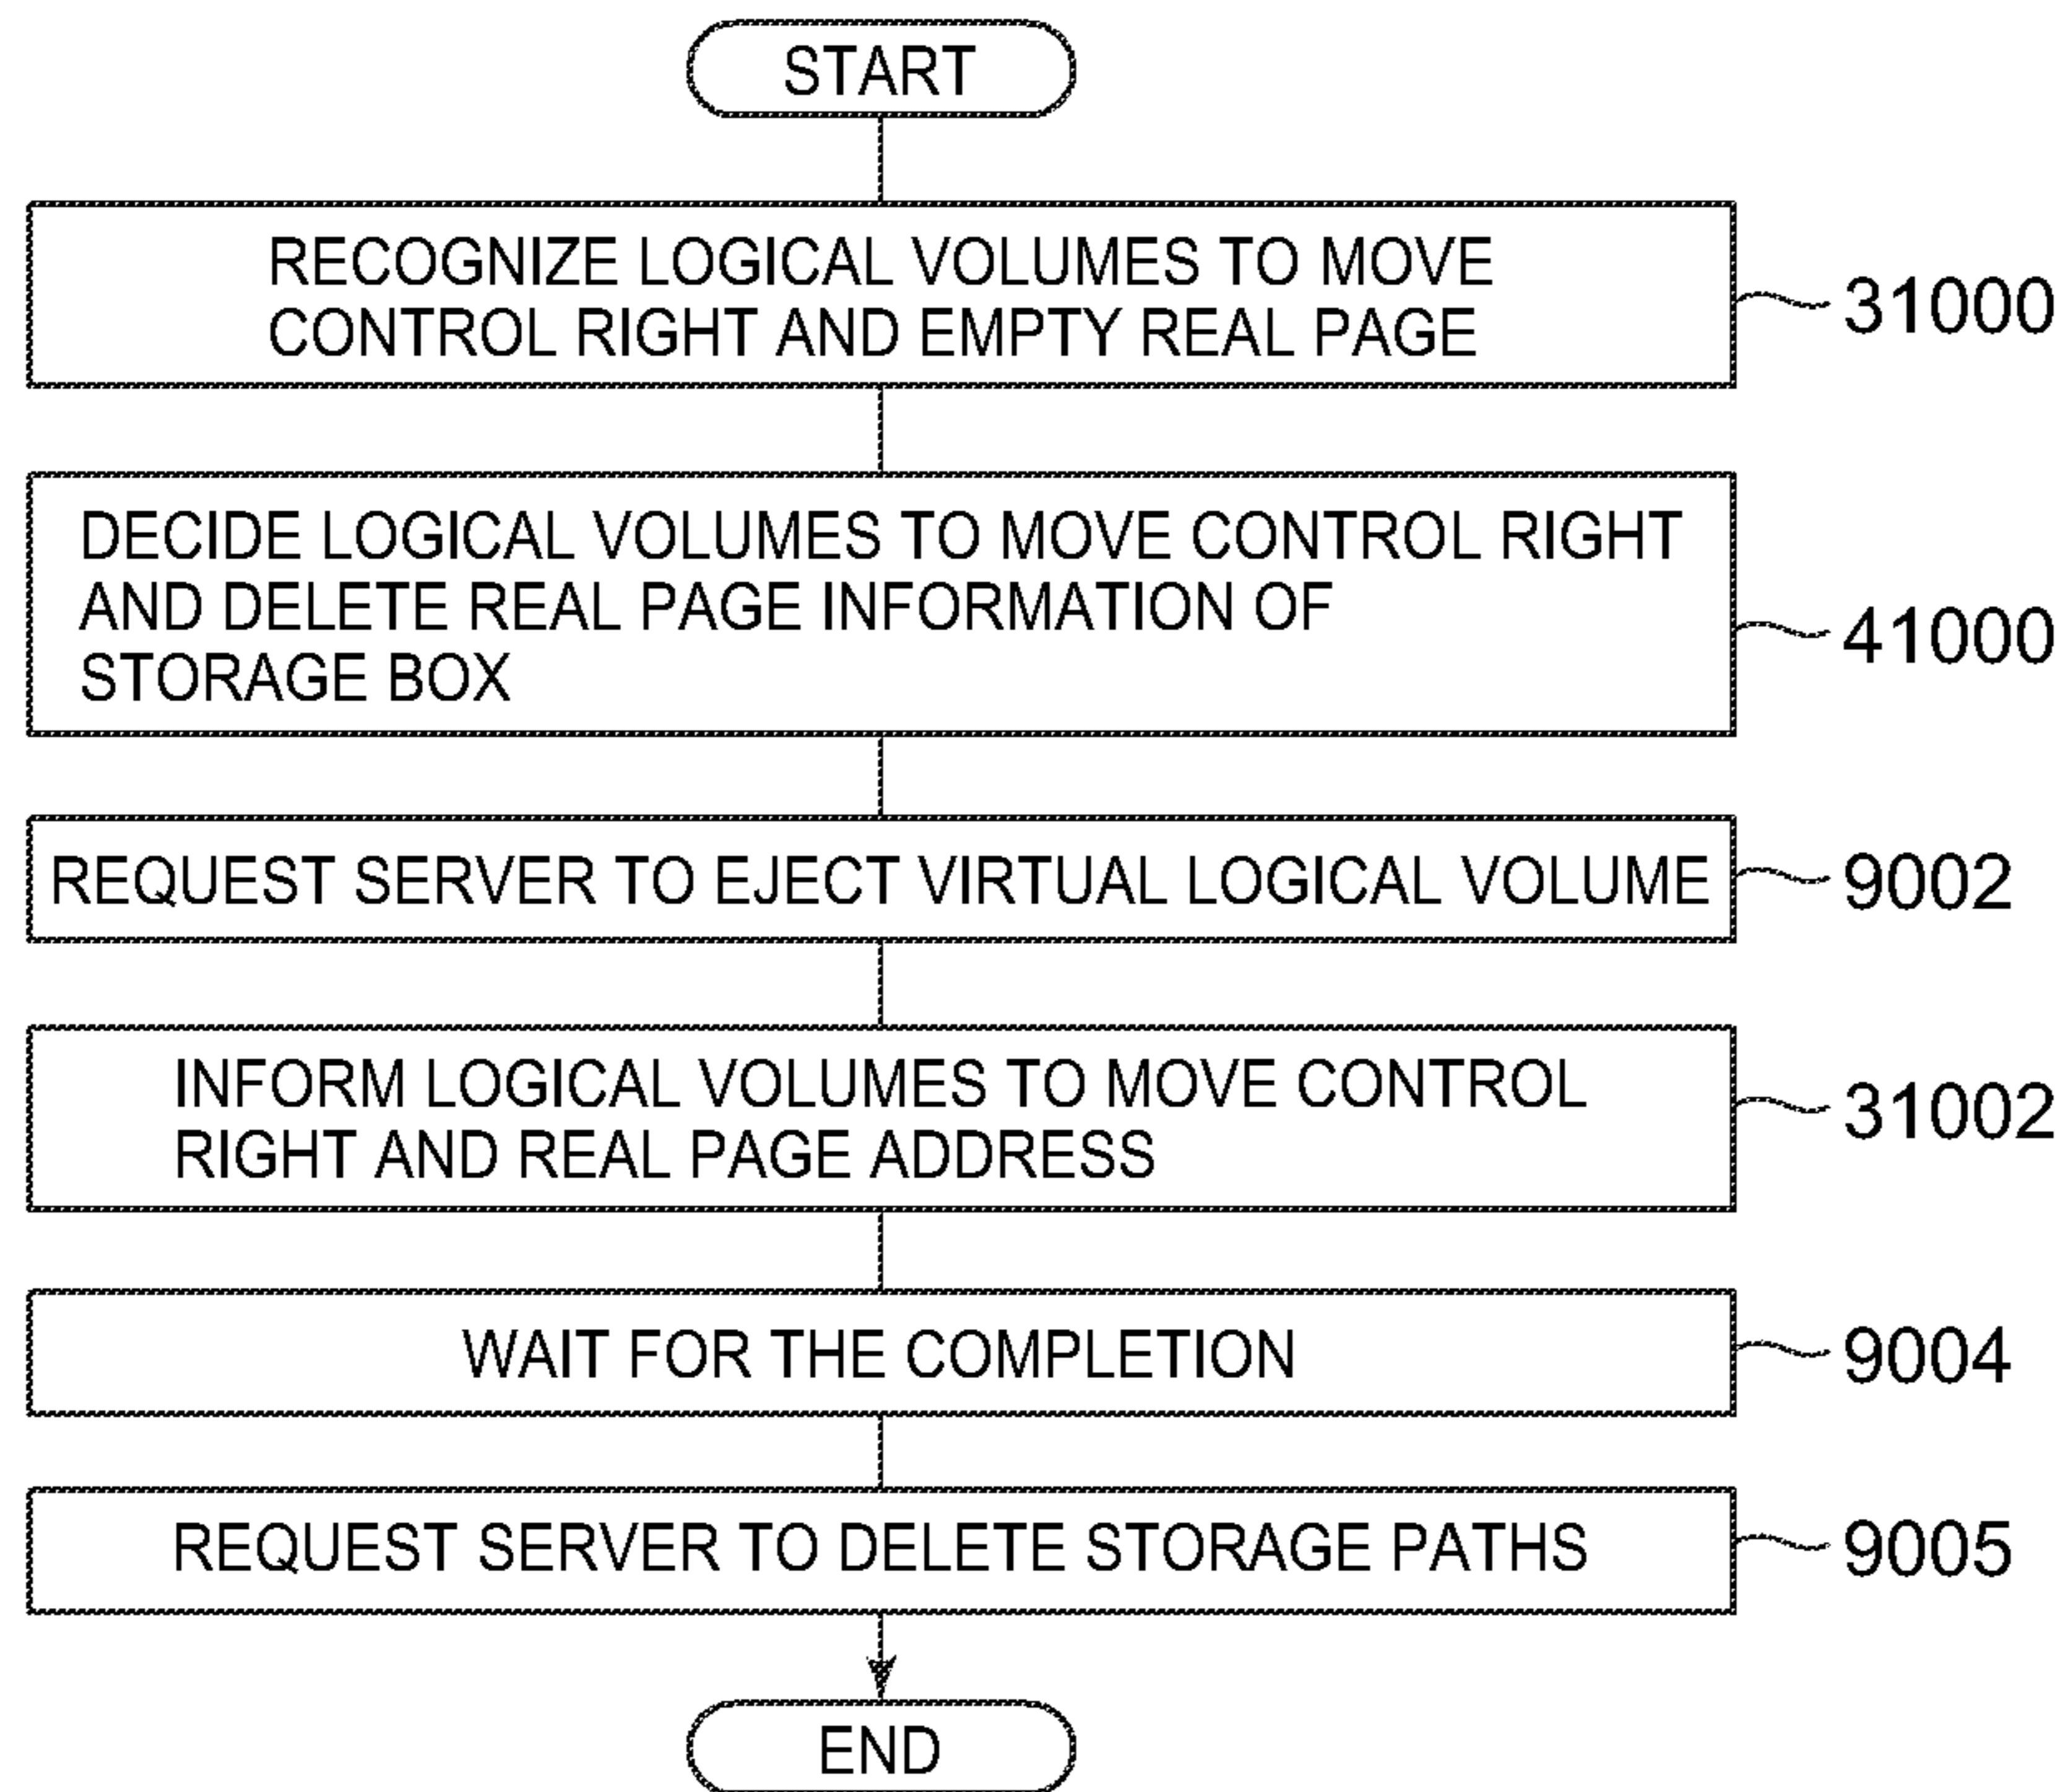 START
RECOGNIZE LOGICAL VOLUMES TO MOVE
CONTROL RIGHT AND EMPTY REAL PAGE
31000
DECIDE LOGICAL VOLUMES TO MOVE CONTROL RIGHT
AND DELETE REAL PAGE INFORMATION OF
STORAGE BOX
41000
REQUEST SERVER TO EJECT VIRTUAL LOGICAL VOLUME
9002
INFORM LOGICAL VOLUMES TO MOVE CONTROL
RIGHT AND REAL PAGE ADDRESS
31002
WAIT FOR THE COMPLETION
9004
REQUEST SERVER TO DELETE STORAGE PATHS
9005
END